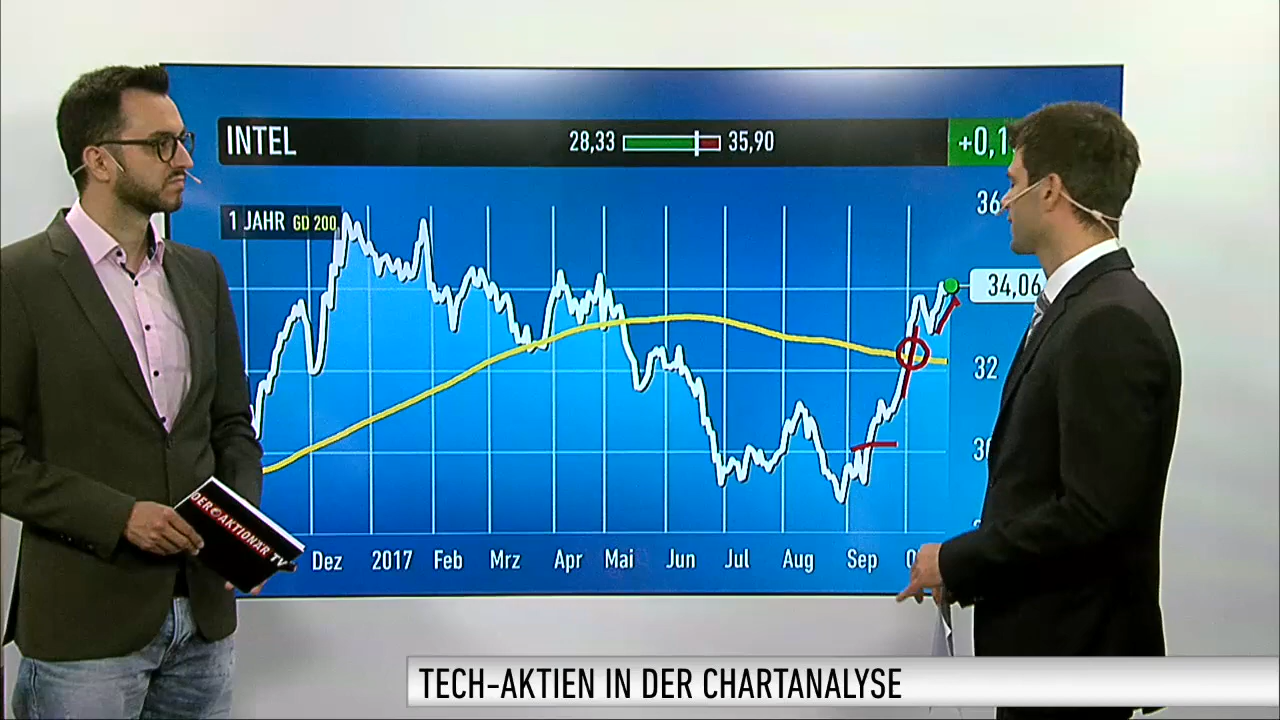 INTEL
28,33 35,90
+0,1
1 JAHR GD 200
36
34,06
32
Dez 2017 Feb Mrz Apr Mai Jun Jul Aug Sep
DER AKTIONÄR TV
TECH-AKTIEN IN DER CHARTANALYSE